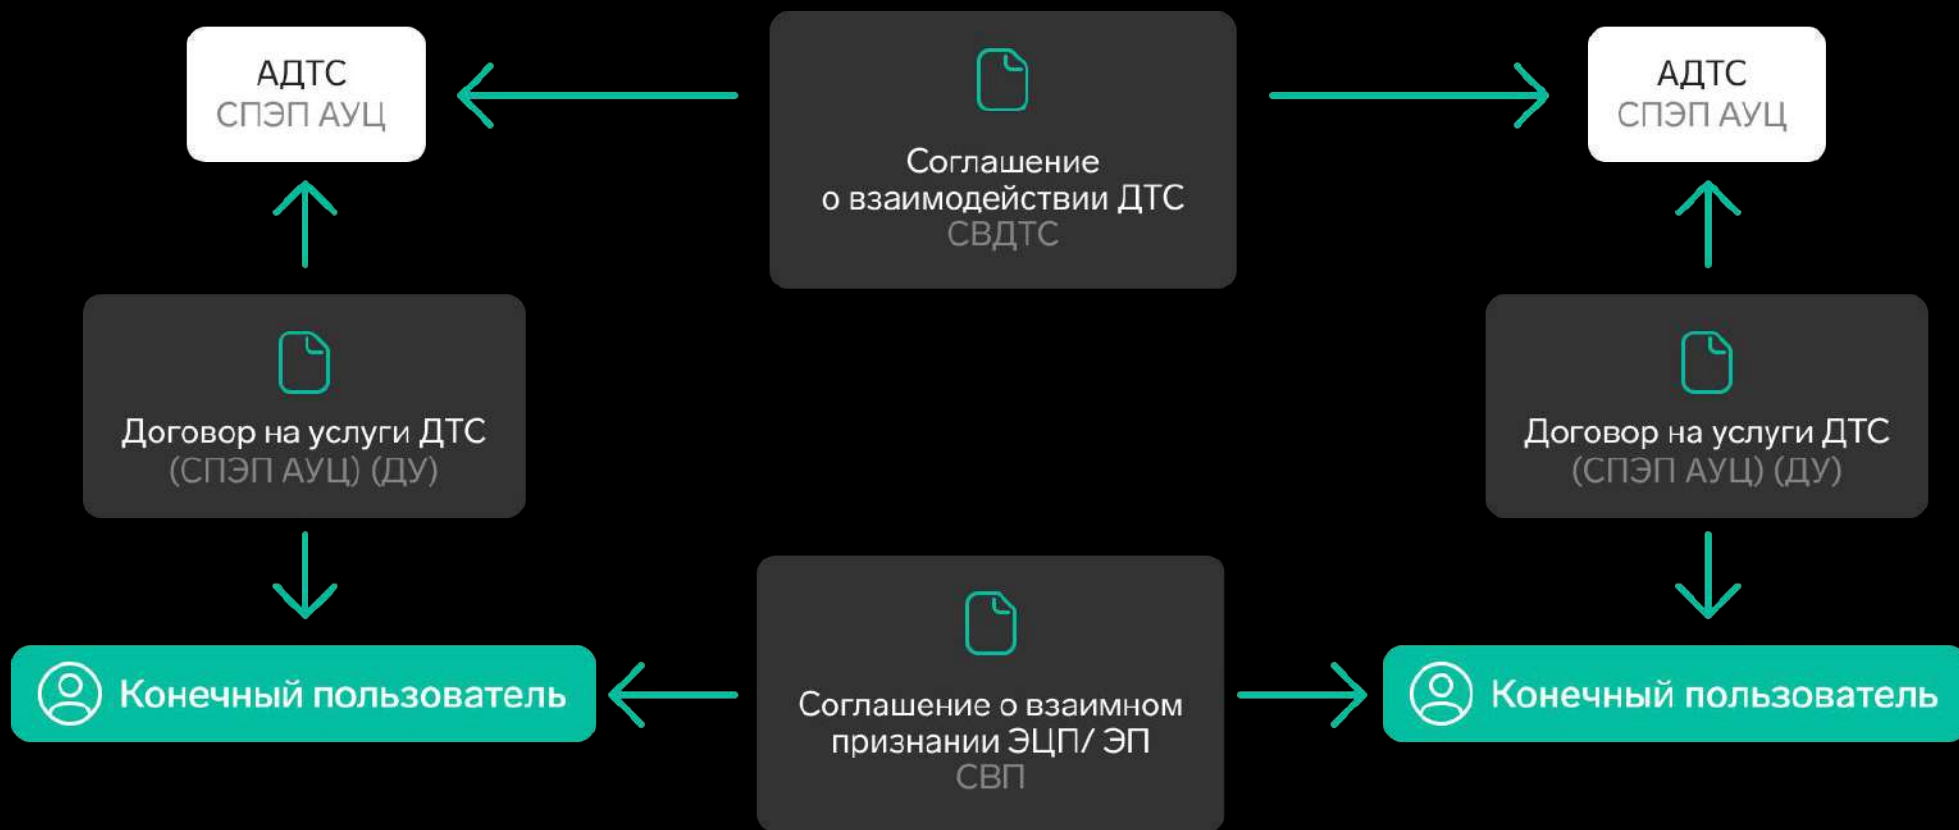 АДТС
СПЭП АУЦ
Соглашение
о взаимодействии ДТС
СВДТС
АДТС
СПЭП АУЦ
Договор на услуги ДТС
(СПЭП АУЦ) (ДУ)
Договор на услуги ДТС
(СПЭП АУЦ) (ДУ)
Конечный пользователь
Соглашение о взаимном
признании ЭЦП/ ЭП
СВП
Конечный пользователь